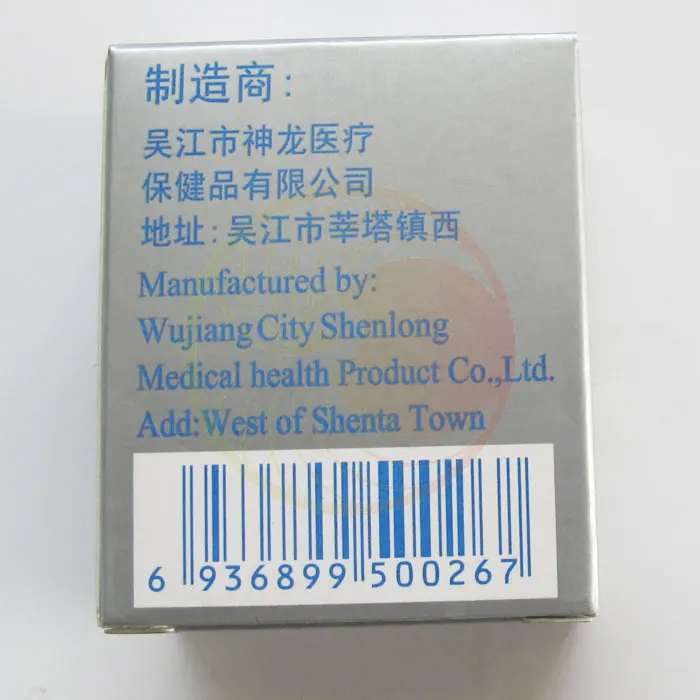 制造商:
吴江市神龙医疗
保健品有限公司
地址:吴江市莘塔镇西
Manufactured by:
Wujiang City Shenlong
Medical health Product Co.,Ltd.
Add:West of Shenta Town
6 936899 500267